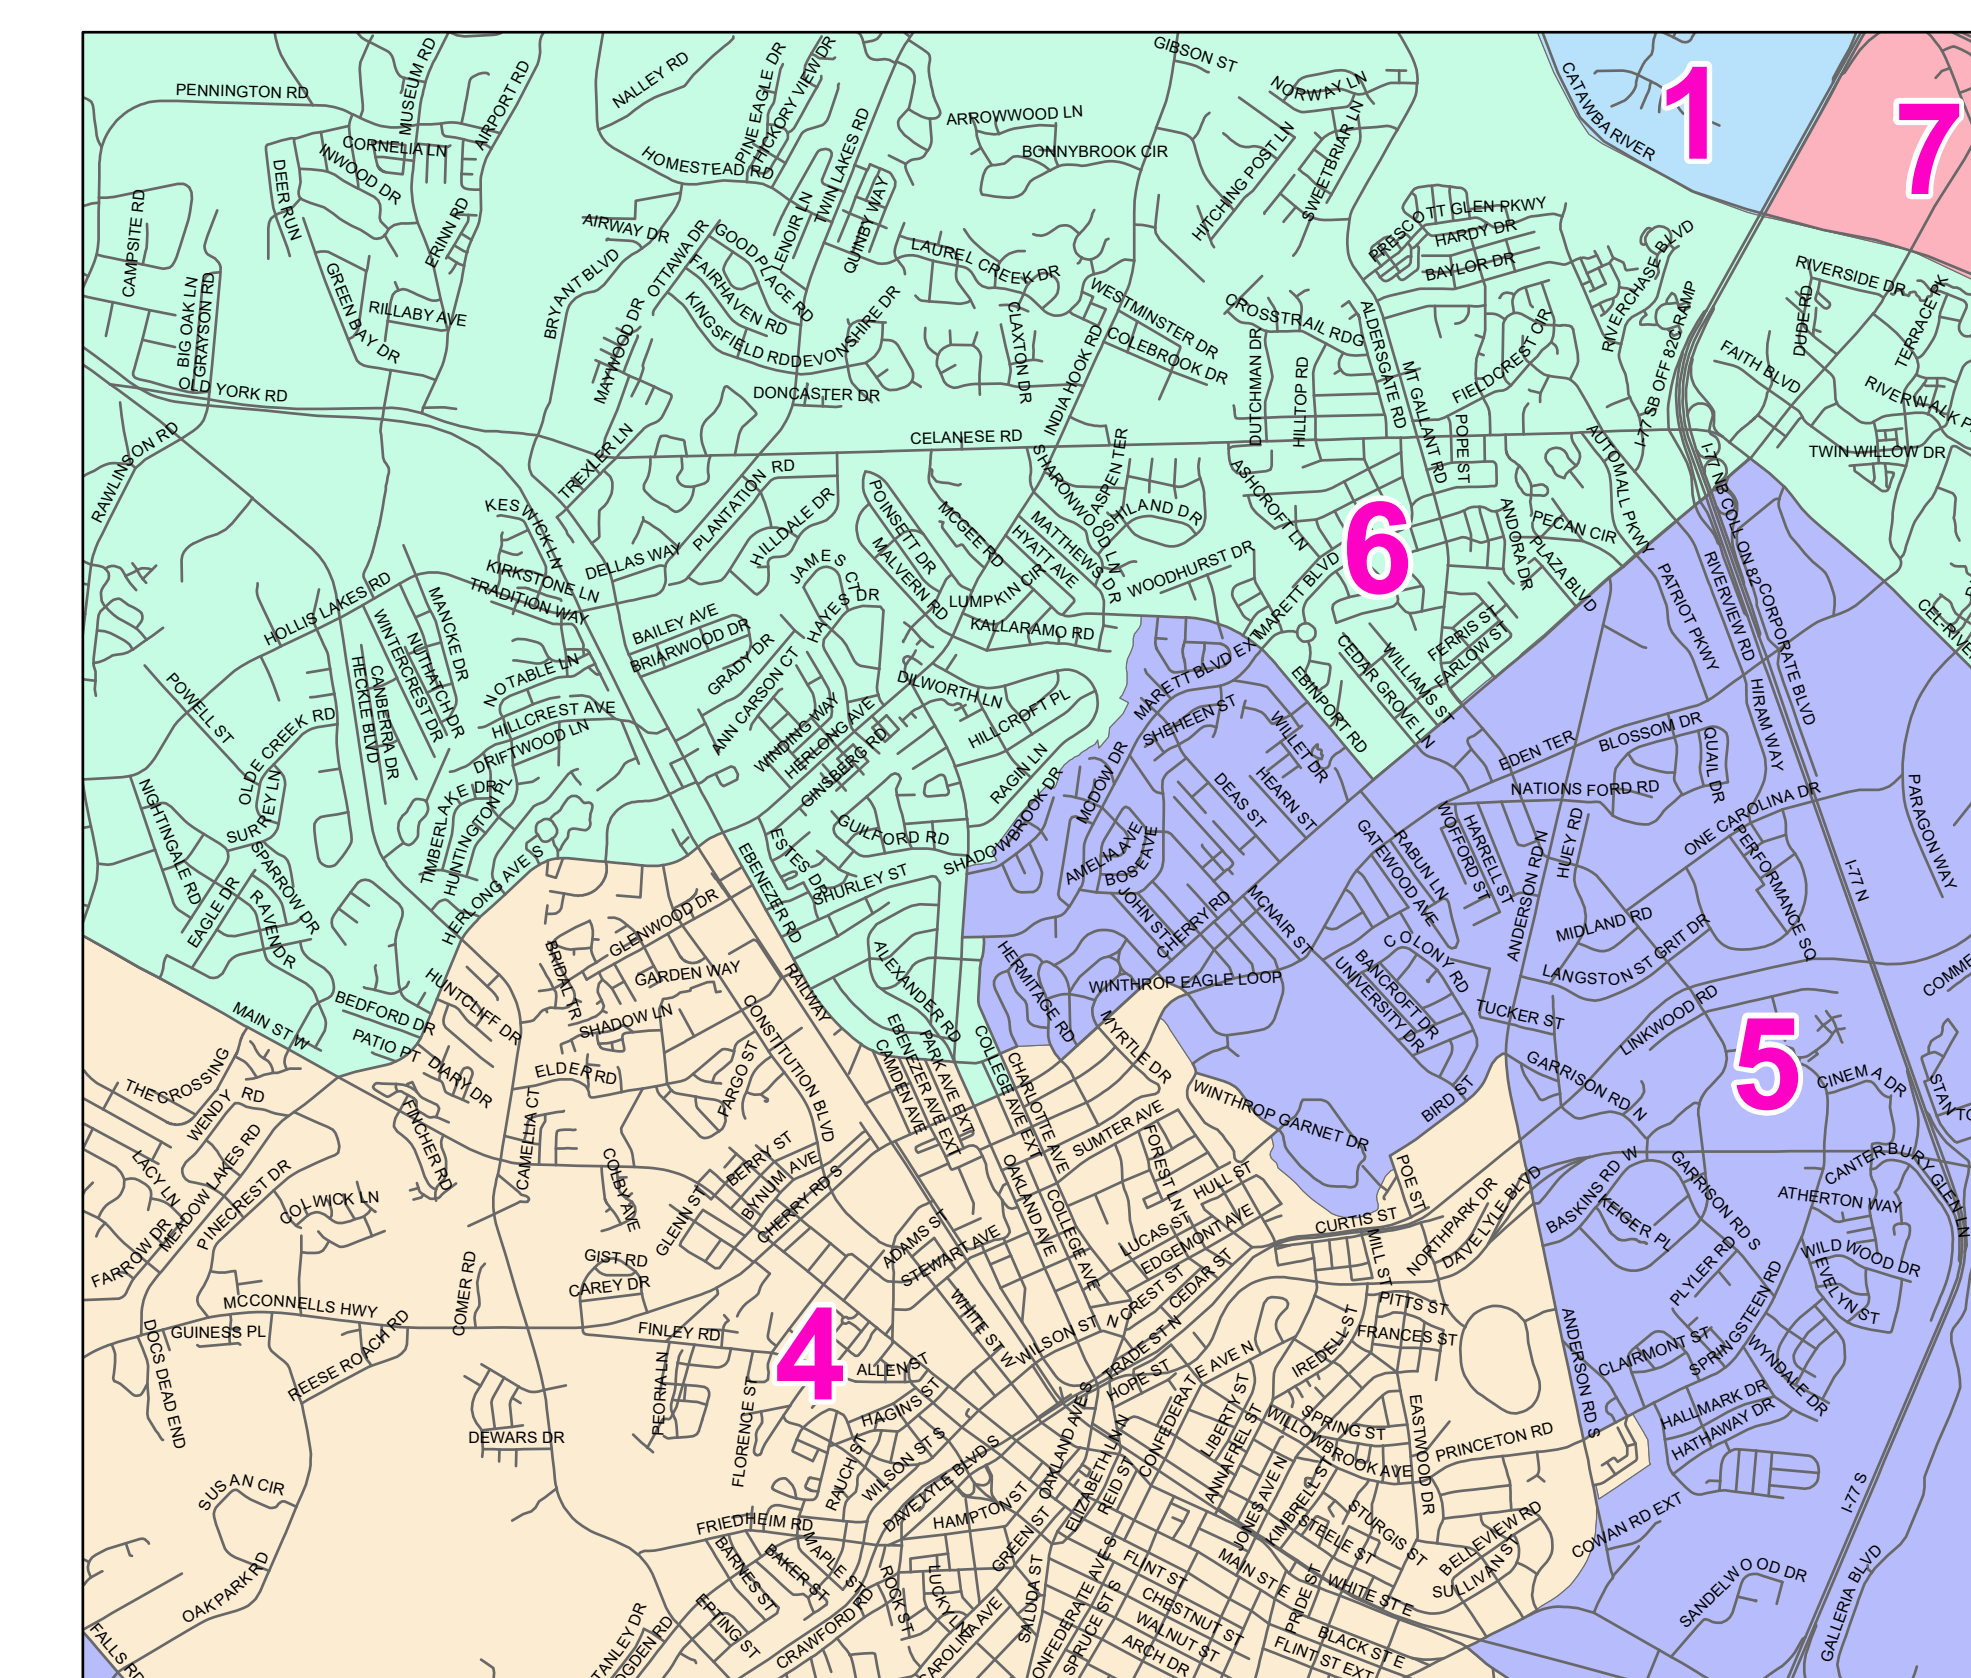 GIBSON ST
PENNINGTON RD
MUSEUM RD
AIRPORT RD
NALLEY RD
PINE EAGLE DR
HICKORY VIEW DR
NORWAY LN
CATAWBA RIVER
1
7
CORNELIA LN
INWOOD DR
DEER RUN
HOMESTEAD RD
TWIN LAKES RD
ARROWWOOD LN
BONNYBROOK CIR
HITCHING POST LN
SWEETBRIAR LN
CAMPSITE RD
ERINN RD
AIRWAY DR
OTTAWA DR
LENOIR LN
QUINBY WAY
GOODPLACE RD
LAUREL CREEK DR
PRESCOTT GLEN PKWY
HARDY DR
BAYLOR DR
RIVERCHASE BLVD
RIVERSIDE DR
TERRACE PK
DUDE RD
BIG OAK LN
GRAYSON RD
GREEN BAY DR
RILLABY AVE
BRYANT BLVD
FAIRHAVEN RD
KINGSFIELD RD
DEVONSHIRE DR
MAYWOOD DR
CLAXTON DR
WESTMINSTER DR
COLEBROOK DR
CROSSTRAIL RDG
ALDERSGATE RD
INDIA HOOK RD
DUTCHMAN DR
HILLTOP RD
MT GALLANT RD
FIELDCREST CIR
I-77 SB OFF 82C RAMP
FAITH BLVD
OLD YORK RD
DONCASTER DR
RAWLINSON RD
TREXLER LN
CELANESE RD
SHARONWOOD LN
ASPEN TER
POPE ST
AUTOMALL PKWY
I-77 NB COLL ON 82
TWIN WILLOW DR
KESWICK LN
PLANTATION RD
HILLDALE DR
POINSETT DR
MCGEE RD
MATTHEWS DR
HYATT AVE
SHILAND DR
ASHCROFT LN
6
ANDORA DR
PECAN CIR
PLAZA BLVD
DELLAS WAY
KIRKSTONE LN
TRADITION WAY
JAMES CT
HAYES DR
MALVERN RD
LUMPKIN CIR
WOODHURST DR
MARETT BLVD
PATRIOT PKWY
RIVERVIEW RD
CORPORATE BLVD
HOLLIS LAKES RD
MANCKE DR
NUTHATCH DR
WINTERCREST DR
BAILEY AVE
BRIARWOOD DR
GRADY DR
KALLARAMO RD
FERRIS ST
FARLOW ST
WILLIAMS ST
CEDAR GROVE LN
MARETT BLVD EXT
EBINPORT RD
POWELL ST
HECKLE BLVD
CANBERRA DR
NOTABLE LN
HILLCREST AVE
DRIFTWOOD LN
ANN CARSON CT
WINDING WAY
HERLONG AVE
GINSBERG RD
DILWORTH LN
HILLCROFT PL
SHEHEEN ST
WILLET DR
EDEN TER
BLOSSOM DR
QUAIL DR
HIRAM WAY
OLDE CREEK RD
SURREY LN
NIGHTINGALE RD
TIMBERLAKE DR
HUNTINGTON PL
RAGIN LN
SHADOWBROOK DR
MCDOW DR
DEAS ST
HEARN ST
NATIONS FORD RD
ONE CAROLINA DR
PARAGON WAY
EBENEZER RD
ESTES DR
GUILFORD RD
SHURLEY ST
AMELIA AVE
BOSE AVE
JOHN ST
CHERRY RD
MCNAIR ST
GATEWOOD AVE
RABUN LN
WOFFORD ST
HARRELL ST
ANDERSON RD N
HUEY RD
PERFORMANCE SQ
I-77 N
SPARROW DR
EAGLE DR
RAVEN DR
HERLONG AVE S
GLENWOOD DR
BRIDAL TR
GARDEN WAY
MIDLAND RD
LANGSTON ST
GRIT DR
COLONY RD
BANCROFT DR
UNIVERSITY DR
MAIN ST W
BEDFORD DR
PATIO PT
HUNTCLIFF DR
SHADOW LN
CONSTITUTION BLVD
RAILWAY
ALEXANDER RD
HERMITAGE RD
WINTHROP EAGLE LOOP
TUCKER ST
LINKWOOD RD
5
THE CROSSING
WENDY RD
DIARY DR
ELDER RD
FARGO ST
CAMDEN AVE
EBENEZER AVE EXT
PARK AVE EXT
COLLEGE AVE EXT
CHARLOTTE AVE
MYRTLE DR
WINTHROP GARNET DR
BIRD ST
GARRISON RD N
CINEMA DR
LACY LN
MEADOW LAKES RD
PINECREST DR
FINCHER RD
CAMELLIA CT
COLBY AVE
BERRY ST
BYNUM AVE
CHERRY RD S
SUMTER AVE
FOREST LN
HULL ST
POE ST
NORTHPARK DR
DAVE LYLE BLVD
BASKINS RD W
KEIGER PL
GARRISON RD S
CANTERBURY GLEN LN
ATHERTON WAY
FARROW DR
COLWICK LN
COMER RD
GLENN ST
GIST RD
CAREY DR
ADAMS ST
STEWART AVE
OAKLAND AVE
COLLEGE AVE
LUCAS ST
EDGEMONT AVE
CURTIS ST
MILL ST
PLYLER RD
WILD WOOD DR
EVELYN ST
MCCONNELLS HWY
GUINESS PL
DOCS DEAD END
REESE ROACH RD
FINLEY RD
4
WHITE ST W
WILSON ST
N CREST ST
CEDAR ST
TRADE ST N
PITTS ST
FRANCES ST
IREDELL ST
ANDERSON RD S
CLAIRMONT ST
SPRINGSTEEN RD
WYNDALE DR
PEORIA LN
FLORENCE ST
ALLEN ST
HAGINS ST
HOPE ST
CONFEDERATE AVE N
LIBERTY ST
ANNAFREL ST
SPRING ST
WILLOWBROOK AVE
EASTWOOD DR
PRINCETON RD
HALLMARK DR
HATHAWAY DR
DEWARS DR
RAUCH ST
WILSON ST S
DAVE LYLE BLVD S
OAKLAND AVE S
ELIZABETH LN N
REID ST
JONES AVE N
KIMBRELL ST
STEELE ST
STURGIS ST
BELLEVIEW RD
SULLIVAN ST
COWAN RD EXT
I-77 S
SUSAN CIR
OAK PARK RD
FRIEDHEIM RD
BARNES ST
BAKER ST
MAPLE ST
HAMPTON ST
GREEN ST
ROCK ST
LUCKY LN
SALUDA ST
CONFEDERATE AVE S
FLINT ST
MAIN ST E
PRIDE ST
WHITE ST E
SANDELWOOD DR
GALLERIA BLVD
FALLS RD
EPTING ST
CRAWFORD RD
SPRUCE ST S
CHESTNUT ST
WALNUT ST
ARCH DR
BLACK ST E
FLINT ST EXT
OGDEN RD